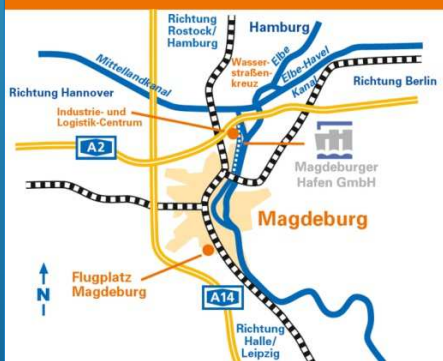 Richtung
Rostock/
Hamburg
Hamburg
Mittellandkanal
Wasser-
straßen-
kreuz
Elbe
Elbe-Havel
Kanal
Richtung Hannover
Richtung Berlin
Industrie- und
Logistik-Centrum
A2
Magdeburger
Hafen GmbH
Magdeburg
Flugplatz
Magdeburg
N
A14
Richtung
Halle/
Leipzig